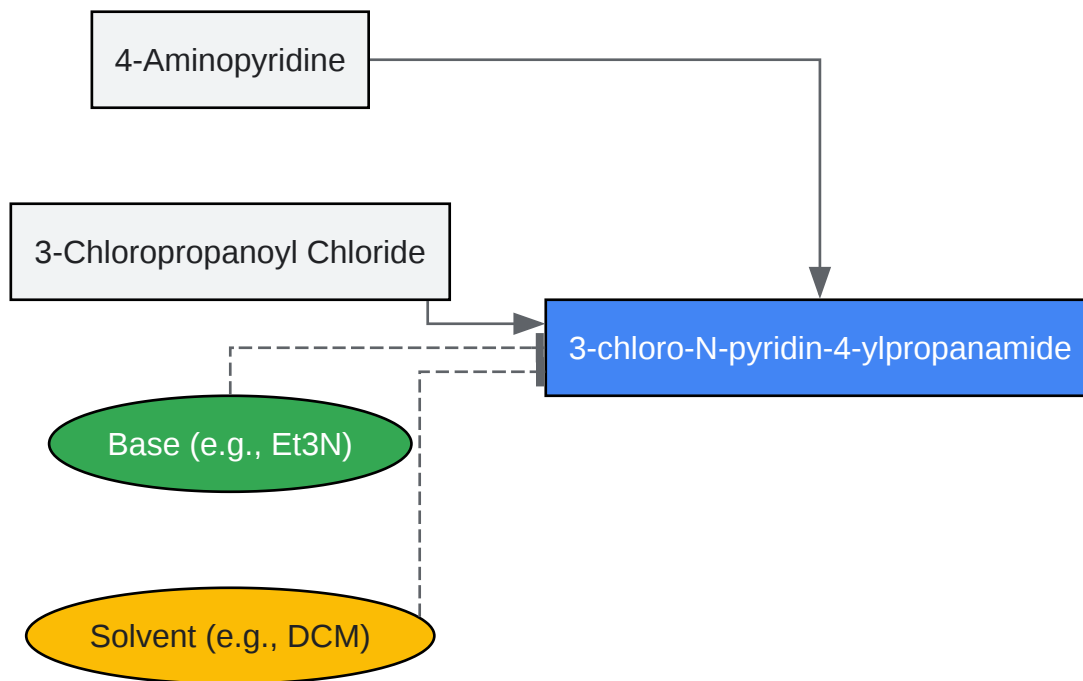 4-Aminopyridine
3-Chloropropanoyl Chloride
3-chloro-N-pyridin-4-ylpropanamide
Base (e.g., Et3N)
Solvent (e.g., DCM)